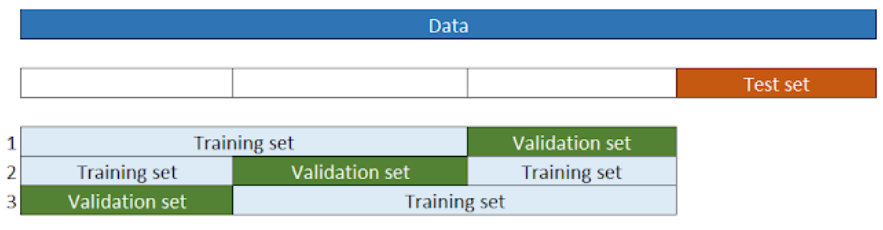 Data
Test set
1 Training set Validation set
2 Training set Validation set Training set
3 Validation set Training set